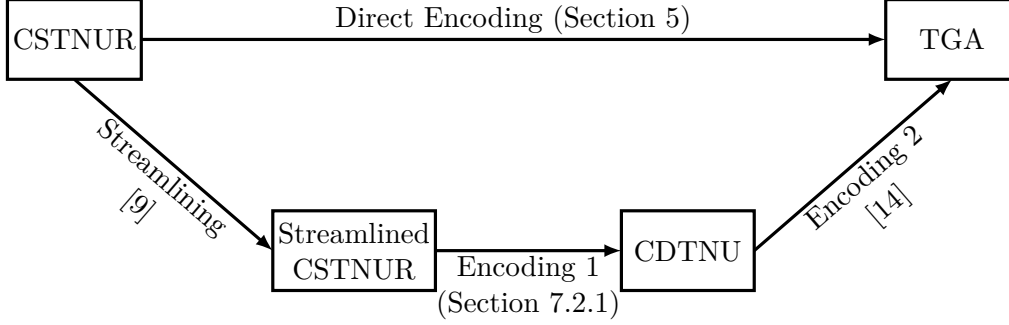 Direct Encoding (Section 5)
CSTNUR
TGA
Streamlining
[9]
Encoding 2
[14]
Streamlined
CSTNUR
Encoding 1
(Section 7.2.1)
CDTNU